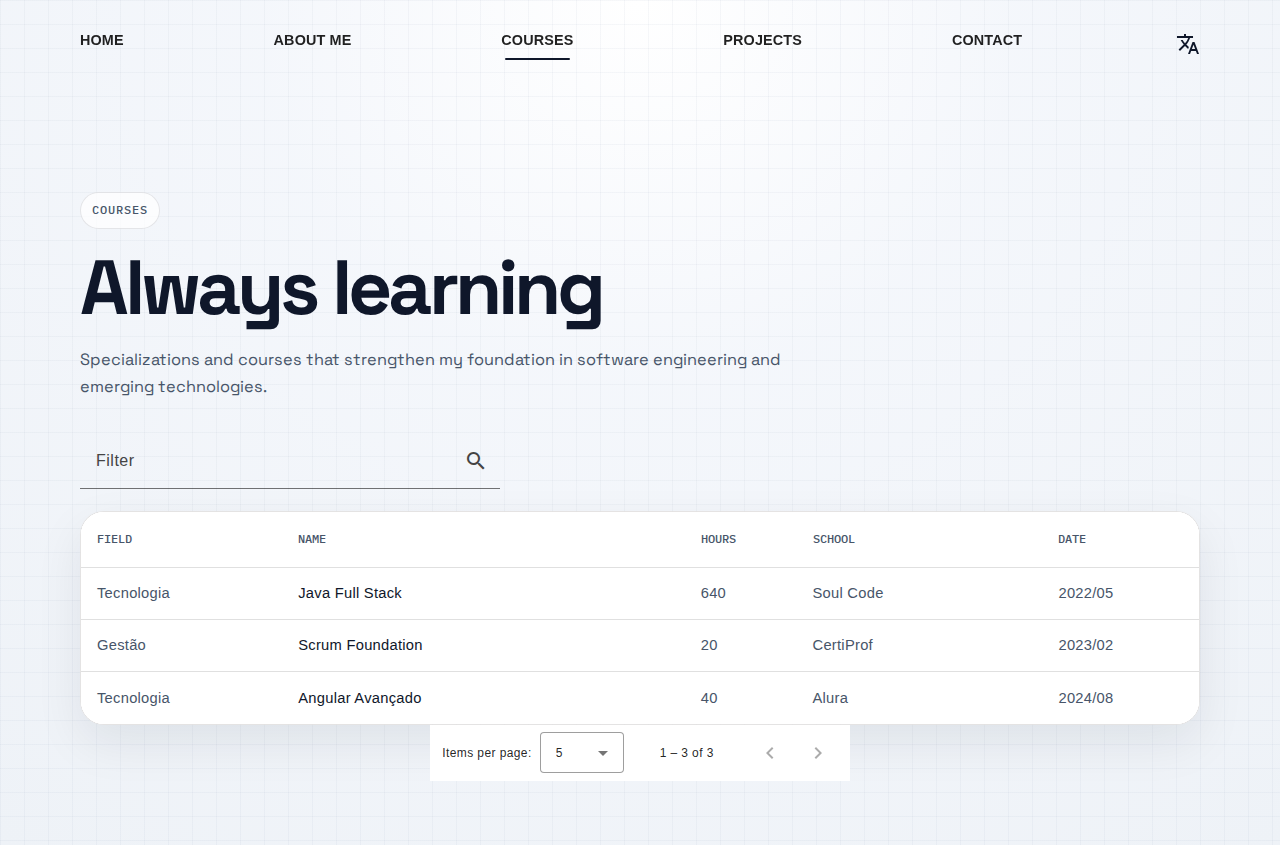 HOME ABOUT ME COURSES PROJECTS CONTACT
COURSES
Always learning
Specializations and courses that strengthen my foundation in software engineering and
emerging technologies.
Filter
FIELD NAME HOURS SCHOOL DATE
Tecnologia Java Full Stack 640 Soul Code 2022/05
Gestão Scrum Foundation 20 CertiProf 2023/02
Tecnologia Angular Avançado 40 Alura 2024/08
Items per page: 5 1 – 3 of 3